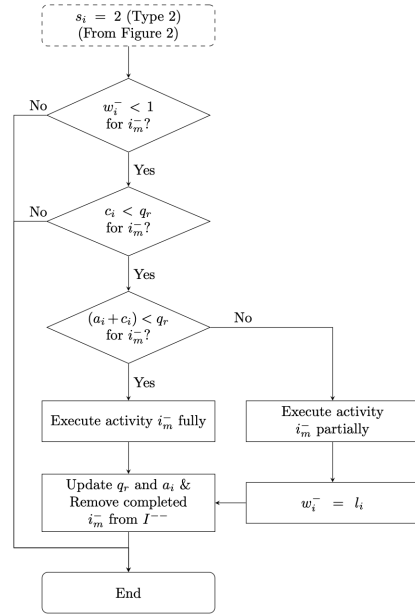 s_i = 2 (Type 2)
(From Figure 2)
No
w_i^- < 1
for i_m^-?
Yes
No
c_i < q_r
for i_m^-?
Yes
(a_i + c_i) < q_r
for i_m^-?
No
Yes
Execute activity i_m^- fully
Execute activity
i_m^- partially
Update q_r and a_i &
Remove completed
i_m^- from I^{--}
w_i^- = l_i
End